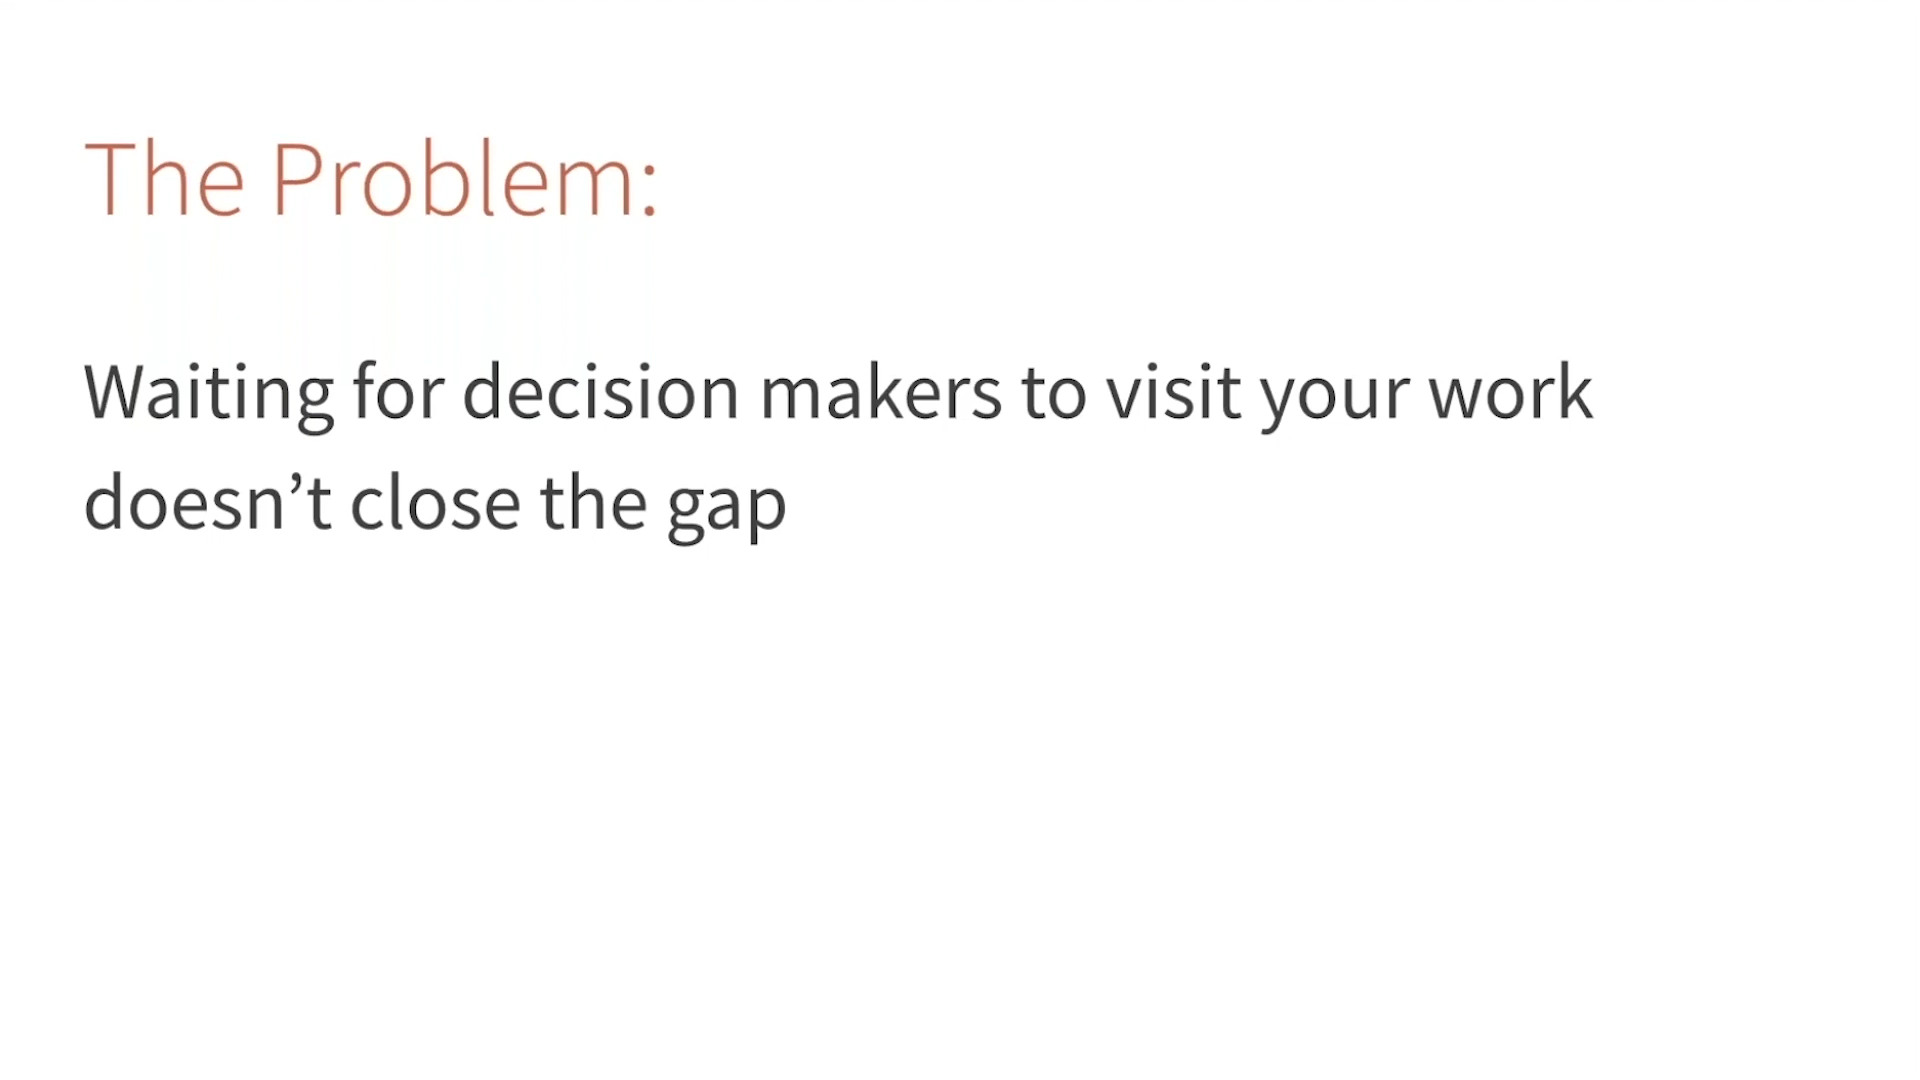 The Problem:
Waiting for decision makers to visit your work
doesn’t close the gap